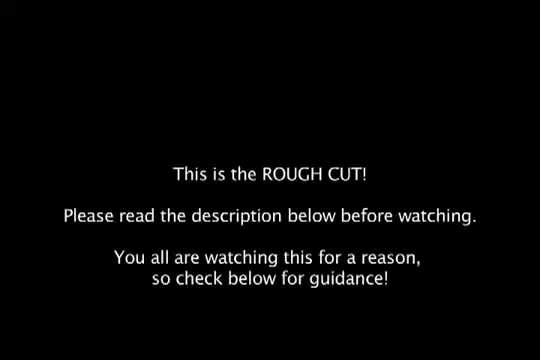 This is the ROUGH CUT!
Please read the description below before watching.
You all are watching this for a reason,
so check below for guidance!